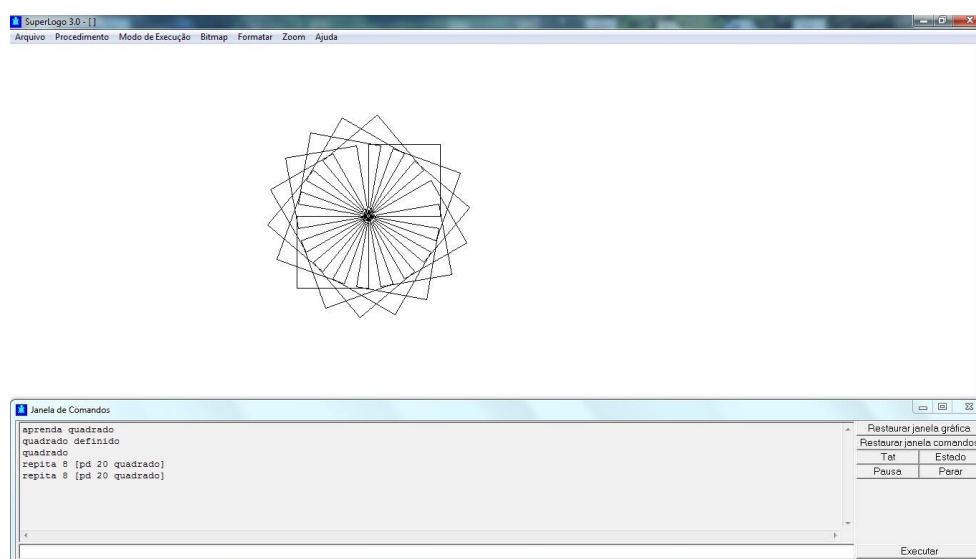 SuperLogo 3.0 - [ ]
Arquivo Procedimento Modo de Execução Bitmap Formatar Zoom Ajuda
Janela de Comandos
aprenda quadrado
quadrado definido
quadrado
repita 8 [pd 20 quadrado]
repita 8 [pd 20 quadrado]
Restaurar janela gráfica
Restaurar janela comandos
Tat Estado
Pausa Parar
Executar